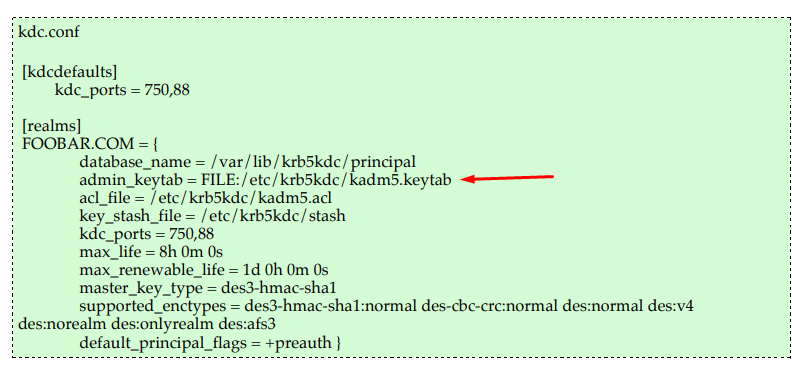 kdc.conf
[kdcdefaults]
kdc_ports = 750,88
[realms]
FOOBAR.COM = {
database_name = /var/lib/krb5kdc/principal
admin_keytab = FILE:/etc/krb5kdc/kadm5.keytab
acl_file = /etc/krb5kdc/kadm5.acl
key_stash_file = /etc/krb5kdc/stash
kdc_ports = 750,88
max_life = 8h 0m 0s
max_renewable_life = 1d 0h 0m 0s
master_key_type = des3-hmac-sha1
supported_enctypes = des3-hmac-sha1:normal des-cbc-crc:normal des:normal des:v4
des:norealm des:onlyrealm des:afs3
default_principal_flags = +preauth }